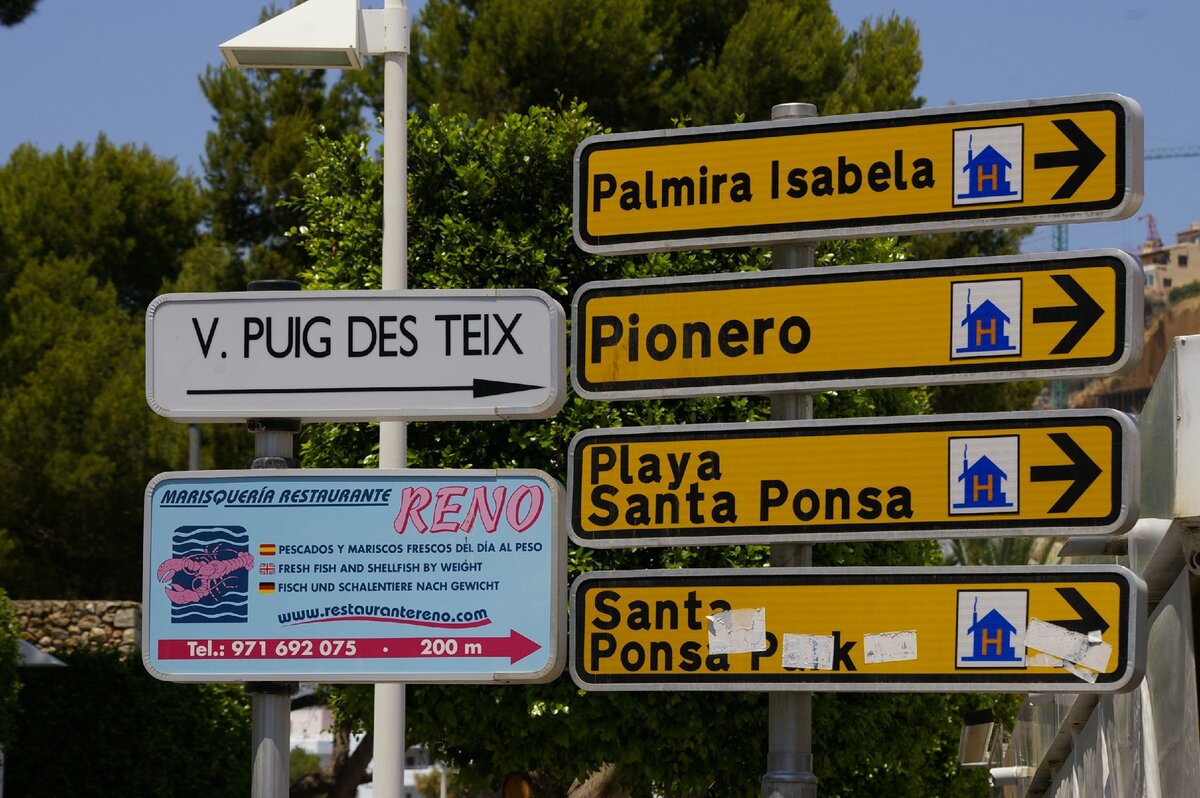 V. PUIG DES TEIX
MARISQUERÍA RESTAURANTE RENO
PESCADOS Y MARISCOS FRESCOS DEL DÍA AL PESO
FRESH FISH AND SHELLFISH BY WEIGHT
FISCH UND SCHALENTIERE NACH GEWICHT
www.restaurantereno.com
Tel.: 971 692 075 · 200 m
Palmira Isabela H
Pionero H
Playa
Santa Ponsa H
Santa
Ponsa Park H